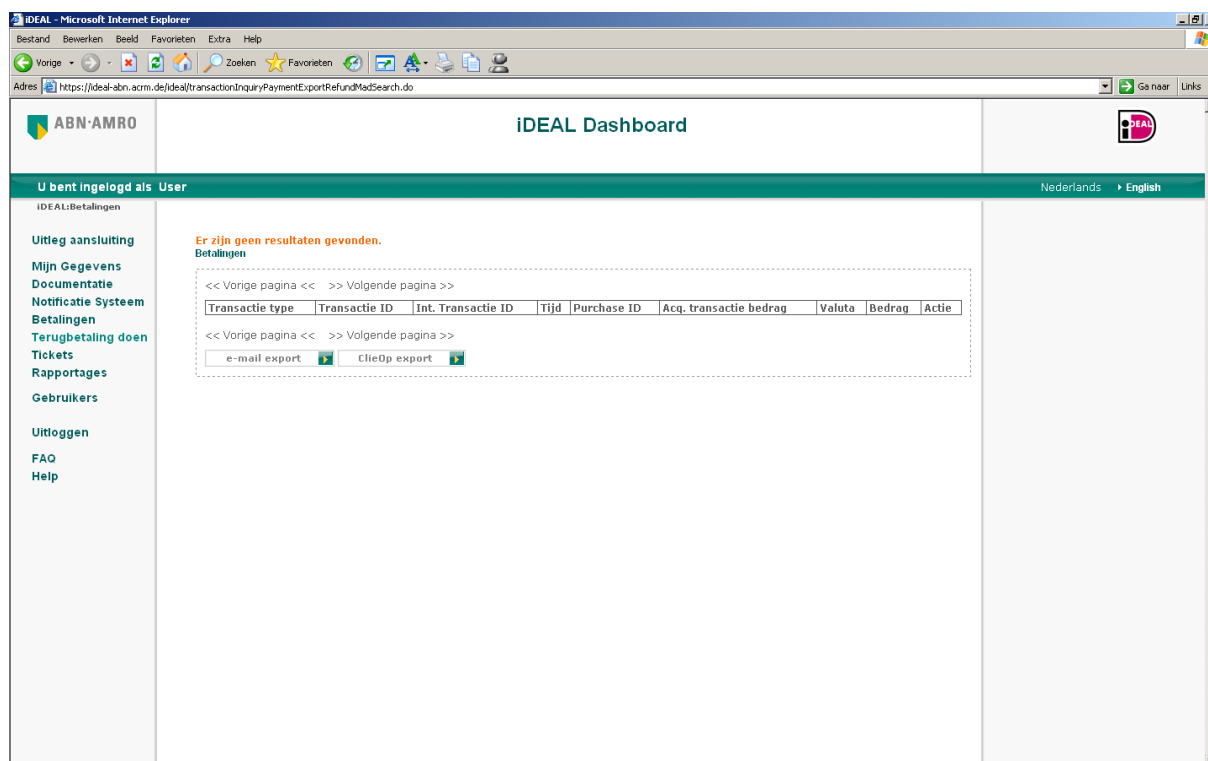 iDEAL - Microsoft Internet Explorer
Bestand Bewerken Beeld Favorieten Extra Help
Vorige Zoeken Favorieten
Adres https://ideal-abn.acrm.de/ideal/transactionInquiryPaymentExportRefundMadSearch.do Ga naar Links
ABN·AMRO
iDEAL Dashboard
iDEAL
U bent ingelogd als User
Nederlands English
iDEAL:Betalingen
Uitleg aansluiting
Mijn Gegevens
Documentatie
Notificatie Systeem
Betalingen
Terugbetaling doen
Tickets
Rapportages
Gebruikers
Uitloggen
FAQ
Help
Er zijn geen resultaten gevonden.
Betalingen
<< Vorige pagina << >> Volgende pagina >>
Transactie type Transactie ID Int. Transactie ID Tijd Purchase ID Acq. transactie bedrag Valuta Bedrag Actie
<< Vorige pagina << >> Volgende pagina >>
e-mail export ClieOp export